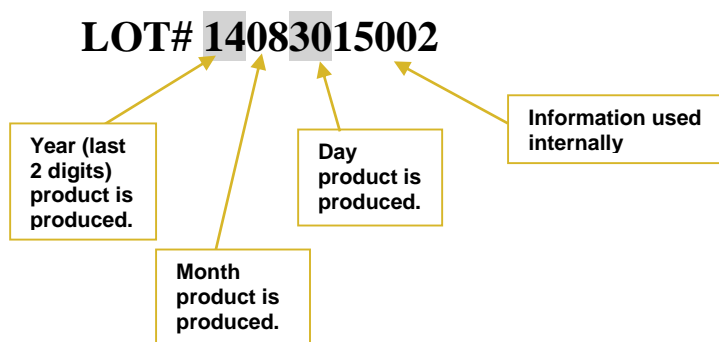 LOT# 14083015002
Year (last
2 digits)
product is
produced.
Month
product is
produced.
Day
product is
produced.
Information used
internally